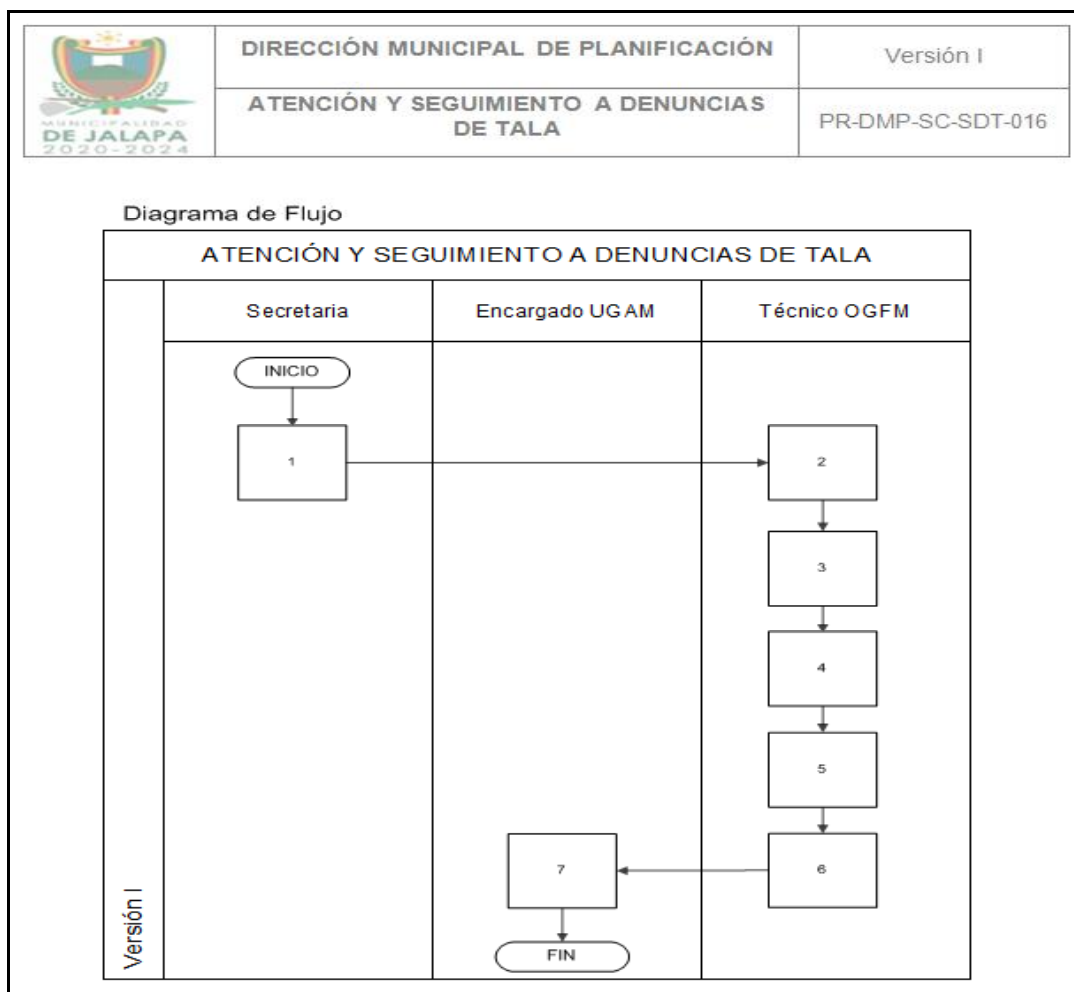 MUNICIPALIDAD
DE JALAPA
2020-2024
DIRECCIÓN MUNICIPAL DE PLANIFICACIÓN
Versión I
ATENCIÓN Y SEGUIMIENTO A DENUNCIAS
DE TALA
PR-DMP-SC-SDT-016
Diagrama de Flujo
ATENCIÓN Y SEGUIMIENTO A DENUNCIAS DE TALA
Secretaria
Encargado UGAM
Técnico OGFM
INICIO
1
2
3
4
5
6
7
FIN
Versión I